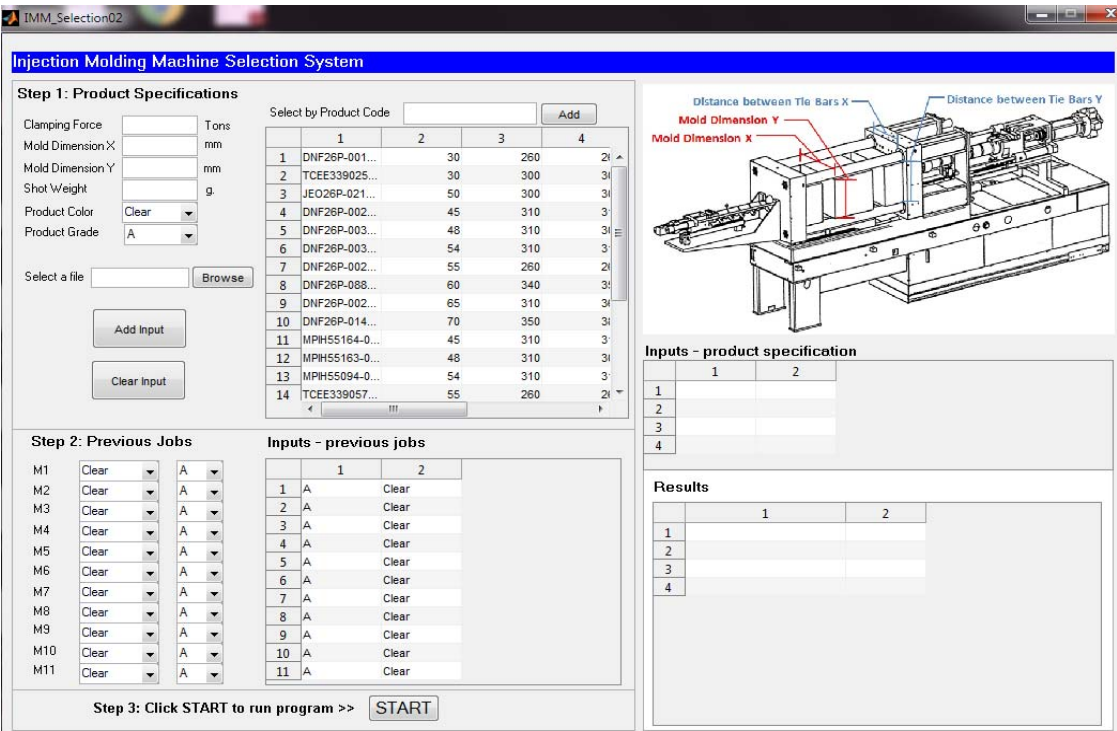 IMM_Selection02
Injection Molding Machine Selection System
Step 1: Product Specifications
Clamping Force Tons
Mold Dimension X mm
Mold Dimension Y mm
Shot Weight g.
Product Color Clear
Product Grade A
Select a file Browse
Add Input
Clear Input
Select by Product Code Add
1 2 3 4
1 DNF26P-001... 30 260
2 TCEE339025... 30 300
3 JEO26P-021... 50 300
4 DNF26P-002... 45 310
5 DNF26P-003... 48 310
6 DNF26P-003... 54 310
7 DNF26P-002... 55 260
8 DNF26P-088... 60 340
9 DNF26P-002... 65 310
10 DNF26P-014... 70 350
11 MPIH55164-0... 45 310
12 MPIH55163-0... 48 310
13 MPIH55094-0... 54 310
14 TCEE339057... 55 260
Distance between Tie Bars X
Distance between Tie Bars Y
Mold Dimension Y
Mold Dimension X
Inputs - product specification
1 2
1
2
3
4
Step 2: Previous Jobs
M1 Clear A
M2 Clear A
M3 Clear A
M4 Clear A
M5 Clear A
M6 Clear A
M7 Clear A
M8 Clear A
M9 Clear A
M10 Clear A
M11 Clear A
Inputs - previous jobs
1 2
1 A Clear
2 A Clear
3 A Clear
4 A Clear
5 A Clear
6 A Clear
7 A Clear
8 A Clear
9 A Clear
10 A Clear
11 A Clear
Results
1 2
1
2
3
4
Step 3: Click START to run program >> START